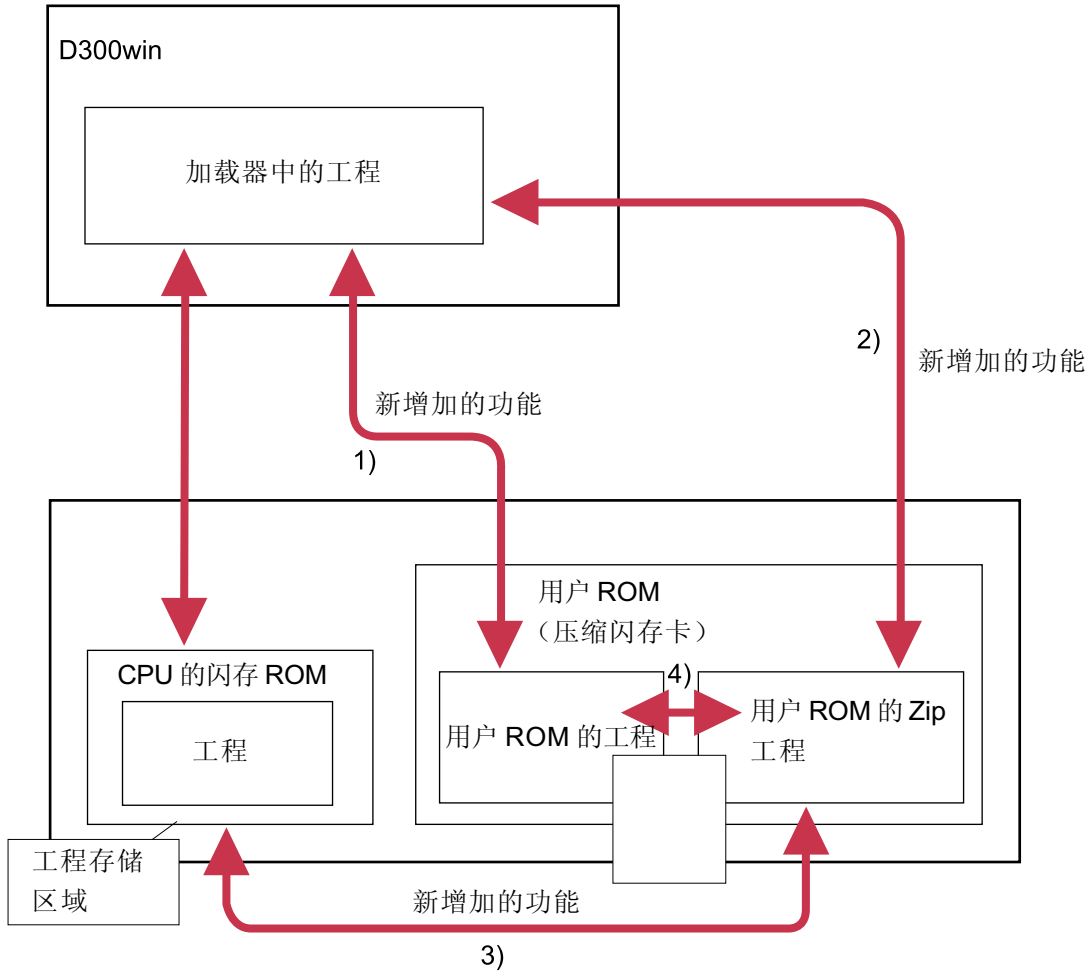 D300win
加载器中的工程
2)
新增加的功能
新增加的功能
1)
用户 ROM
（压缩闪存卡）
CPU 的闪存 ROM
工程
4)
用户 ROM 的工程
用户 ROM 的 Zip
工程
工程存储
区域
新增加的功能
3)